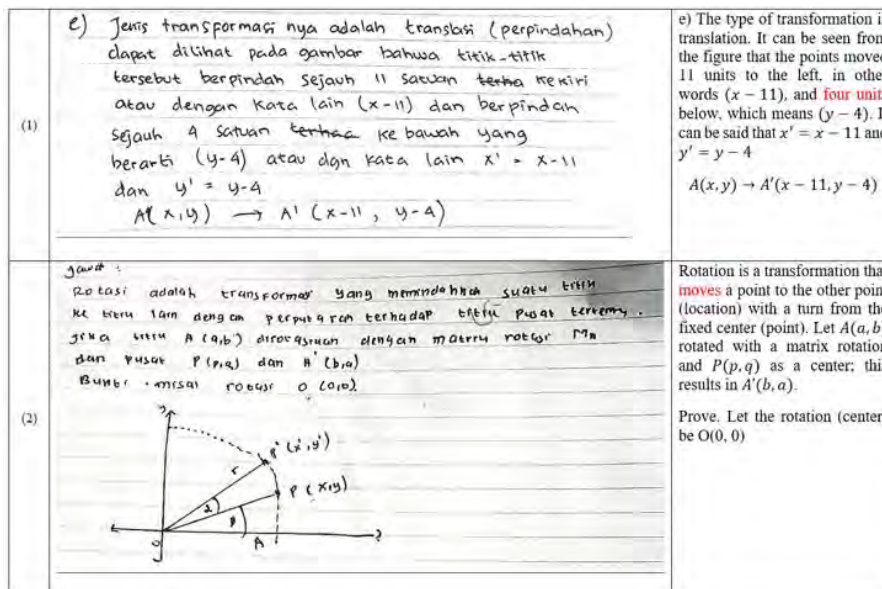 (1)
e) Jenis transformasi nya adalah translasi (perpindahan)
dapat dilihat pada gambar bahwa titik-titik
tersebut berpindah sejauh 11 satuan ke kiri
atau dengan kata lain (x-11) dan berpindah
sejauh 4 satuan ke bawah yang
berarti (y-4) atau dgn kata lain x' = x-11
dan y' = y-4
A(x,y) → A' (x-11, y-4)
e) The type of transformation i
translation. It can be seen from
the figure that the points moved
11 units to the left, in othe
words (x − 11), and four unit
below, which means (y − 4). I
can be said that x' = x − 11 and
y' = y − 4
A(x, y) → A'(x − 11, y − 4)
(2)
Jawab :
Rotasi adalah transformasi yang memindahkan suatu titik
ke titik lain dengan perputaran terhadap titik pusat tertentu.
jika titik A (a,b) dirotasikan dengan matriks rotasi
dan pusat P(p,q) dan A' (b,a)
Bukti : misal rotasi O (0,0)
P' (x',y')
r
P (x,y)
α
β
O
A
Rotation is a transformation tha
moves a point to the other poin
(location) with a turn from the
fixed center (point). Let A(a, b
rotated with a matrix rotation
and P(p, q) as a center; thi
results in A'(b, a).
Prove. Let the rotation (center
be O(0, 0)